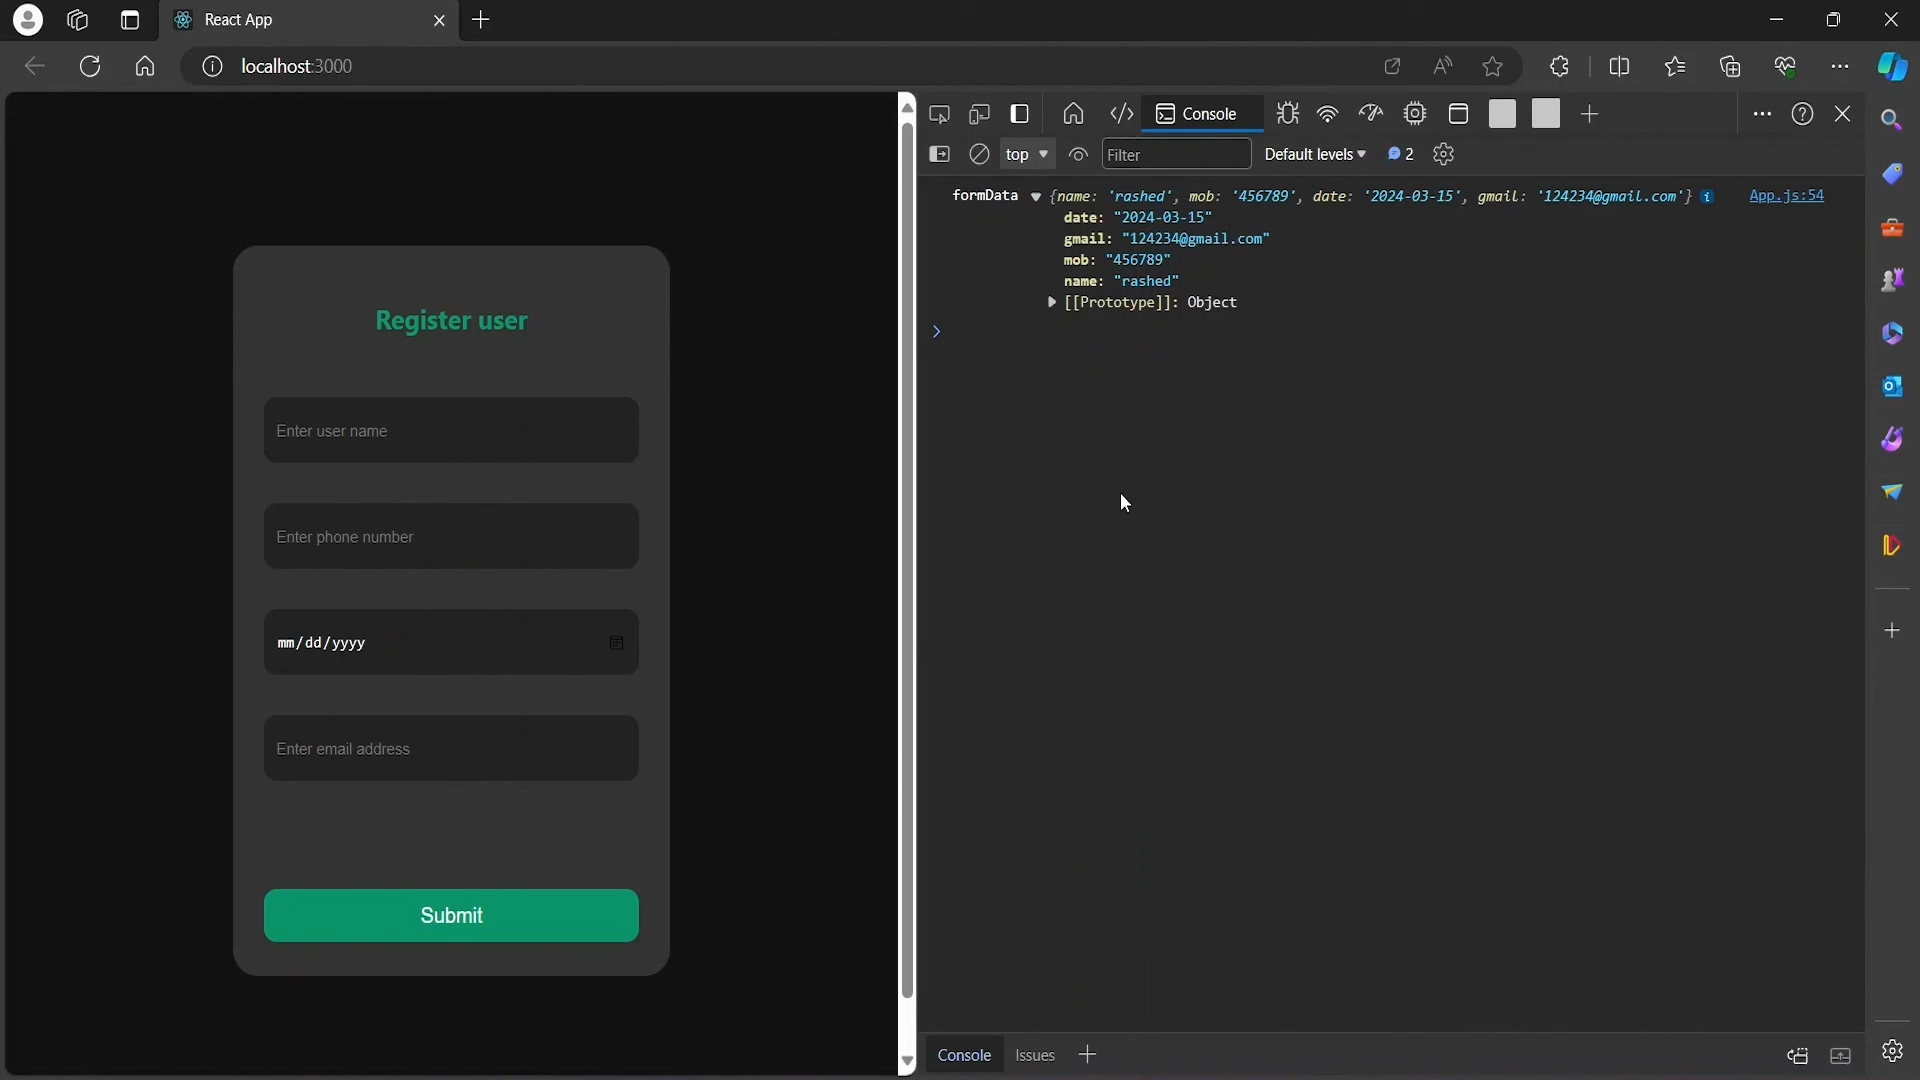 React App
localhost:3000
Console
top
Filter
Default levels
2
formData {name: 'rashed', mob: '456789', date: '2024-03-15', gmail: '124234@gmail.com'} i App.js:54
date: "2024-03-15"
gmail: "124234@gmail.com"
mob: "456789"
name: "rashed"
[[Prototype]]: Object
Register user
Enter user name
Enter phone number
mm/dd/yyyy
Enter email address
Submit
Console Issues